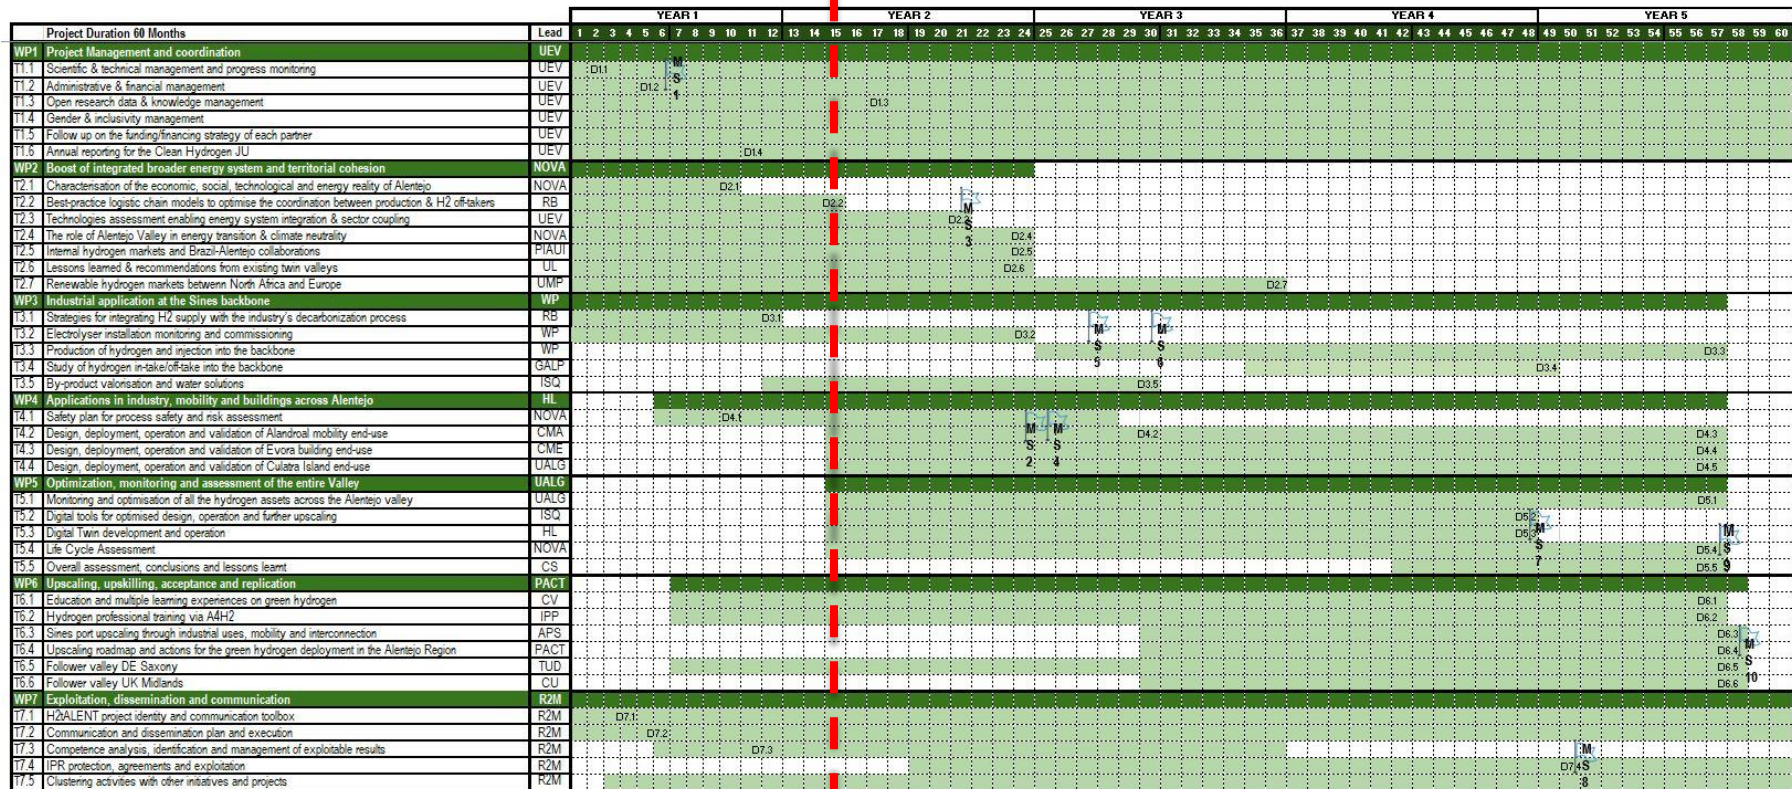 YEAR 1 YEAR 2 YEAR 3 YEAR 4 YEAR 5
Project Duration 60 Months Lead 1 2 3 4 5 6 7 8 9 10 11 12 13 14 15 16 17 18 19 20 21 22 23 24 25 26 27 28 29 30 31 32 33 34 35 36 37 38 39 40 41 42 43 44 45 46 47 48 49 50 51 52 53 54 55 56 57 58 59 60
WP1 Project Management and coordination UEV
T1.1 Scientific & technical management and progress monitoring UEV D1.1 MS1
T1.2 Administrative & financial management UEV D1.2
T1.3 Open research data & knowledge management UEV D1.3
T1.4 Gender & inclusivity management UEV
T1.5 Follow up on the funding/financing strategy of each partner UEV
T1.6 Annual reporting for the Clean Hydrogen JU UEV D1.4
WP2 Boost of integrated broader energy system and territorial cohesion NOVA
T2.1 Characterisation of the economic, social, technological and energy reality of Alentejo NOVA D2.1
T2.2 Best-practice logistic chain models to optimise the coordination between production & H2 off-takers RB D2.2 MS3
T2.3 Technologies assessment enabling energy system integration & sector coupling UEV D2.3
T2.4 The role of Alentejo Valley in energy transition & climate neutrality NOVA D2.4
T2.5 Internal hydrogen markets and Brazil-Alentejo collaborations PIAUI D2.5
T2.6 Lessons learned & recommendations from existing twin valleys UL D2.6
T2.7 Renewable hydrogen markets betwenn North Africa and Europe UMP D2.7
WP3 Industrial application at the Sines backbone WP
T3.1 Strategies for integrating H2 supply with the industry's decarbonization process RB D3.1
T3.2 Electrolyser installation monitoring and commissioning WP D3.2 MS5 MS6
T3.3 Production of hydrogen and injection into the backbone WP D3.3
T3.4 Study of hydrogen in-take/off-take into the backbone GALP D3.4
T3.5 By-product valorisation and water solutions ISQ D3.5
WP4 Applications in industry, mobility and buildings across Alentejo HL
T4.1 Safety plan for process safety and risk assessment NOVA D4.1
T4.2 Design, deployment, operation and validation of Alandroal mobility end-use CMA MS2 MS4 D4.2 D4.3
T4.3 Design, deployment, operation and validation of Evora building end-use CME D4.4
T4.4 Design, deployment, operation and validation of Culatra Island end-use UALG D4.5
WP5 Optimization, monitoring and assessment of the entire Valley UALG
T5.1 Monitoring and optimisation of all the hydrogen assets across the Alentejo valley UALG D5.1
T5.2 Digital tools for optimised design, operation and further upscaling ISQ D5.2
T5.3 Digital Twin development and operation HL D5.3 MS7 MS9
T5.4 Life Cycle Assessment NOVA D5.4
T5.5 Overall assessment, conclusions and lessons learnt CS D5.5
WP6 Upscaling, upskilling, acceptance and replication PACT
T6.1 Education and multiple learning experiences on green hydrogen CV D6.1
T6.2 Hydrogen professional training via A4H2 IPP D6.2
T6.3 Sines port upscaling through industrial uses, mobility and interconnection APS D6.3
T6.4 Upscaling roadmap and actions for the green hydrogen deployment in the Alentejo Region PACT D6.4 MS10
T6.5 Follower valley DE Saxony TUD D6.5
T6.6 Follower valley UK Midlands CU D6.6
WP7 Exploitation, dissemination and communication R2M
T7.1 H2tALENT project identity and communication toolbox R2M D7.1
T7.2 Communication and dissemination plan and execution R2M D7.2
T7.3 Competence analysis, identification and management of exploitable results R2M D7.3 MS8
T7.4 IPR protection, agreements and exploitation R2M D7.4
T7.5 Clustering activities with other initiatives and projects R2M